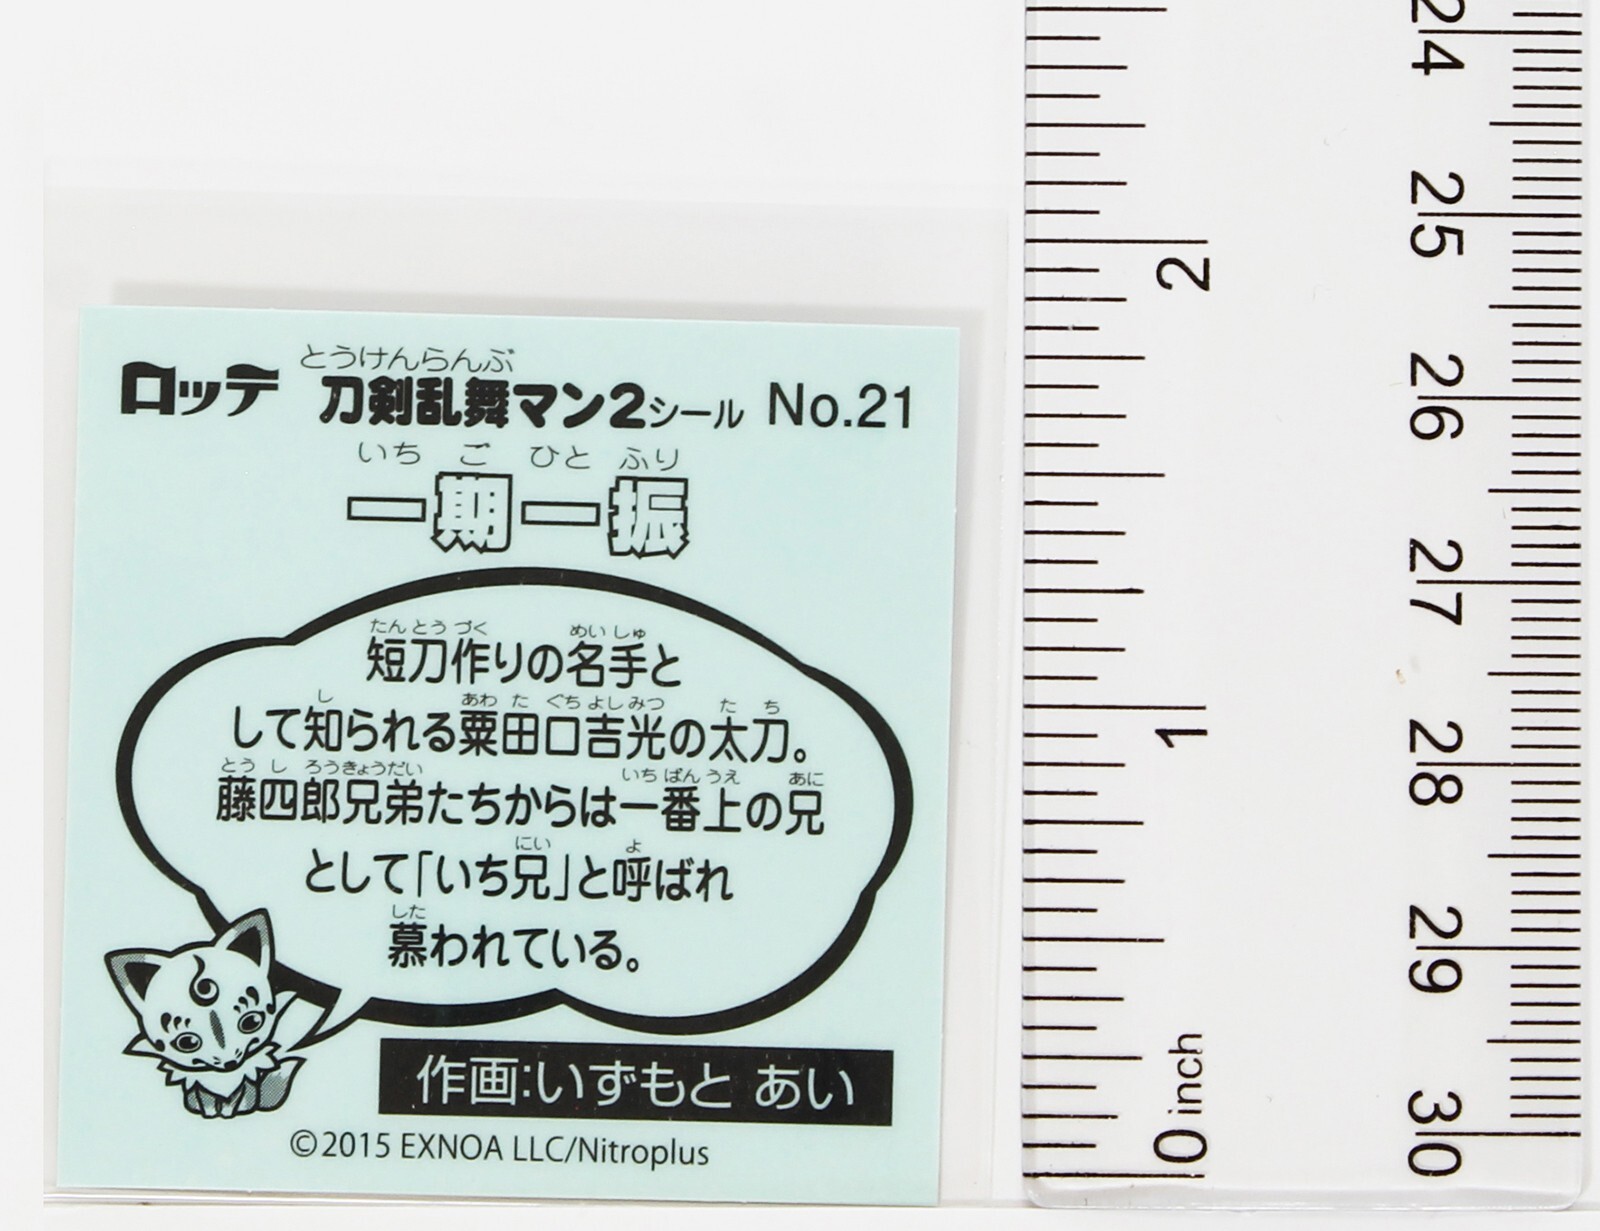 とうけんらんぶ
ロッテ 刀剣乱舞マン2シール No.21
いち ご ひと ふり
一期一振
たんとうづく めいしゅ
短刀作りの名手と
し あわ た ぐちよしみつ た ち
して知られる粟田口吉光の太刀。
とう し ろうきょうだい いちばんうえ あに
藤四郎兄弟たちからは一番上の兄
にい よ
として「いち兄」と呼ばれ
した
慕われている。
作画:いずもと あい
©2015 EXNOA LLC/Nitroplus
2
1
0 inch
24
25
26
27
28
29
30